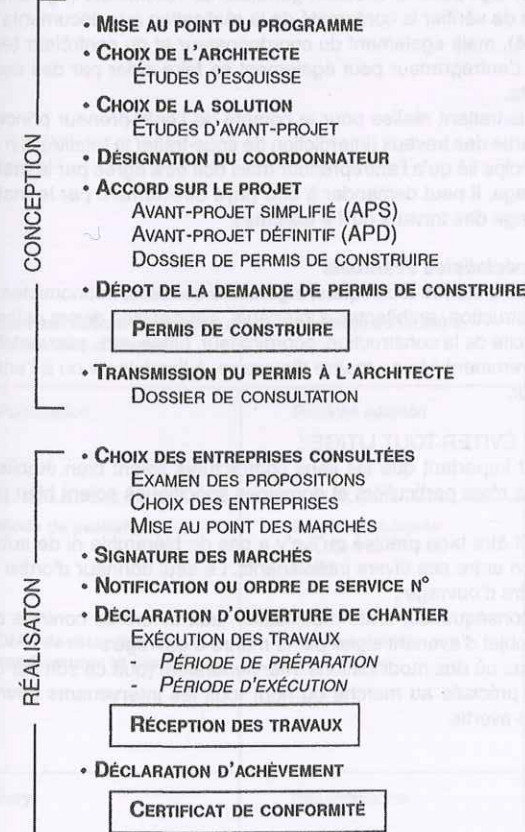 CONCEPTION
• MISE AU POINT DU PROGRAMME
• CHOIX DE L'ARCHITECTE
ÉTUDES D'ESQUISSE
• CHOIX DE LA SOLUTION
ÉTUDES D'AVANT-PROJET
• DÉSIGNATION DU COORDONNATEUR
• ACCORD SUR LE PROJET
AVANT-PROJET SIMPLIFIÉ (APS)
AVANT-PROJET DÉFINITIF (APD)
DOSSIER DE PERMIS DE CONSTRUIRE
• DÉPOT DE LA DEMANDE DE PERMIS DE CONSTRUIRE
PERMIS DE CONSTRUIRE
• TRANSMISSION DU PERMIS A L'ARCHITECTE
DOSSIER DE CONSULTATION
RÉALISATION
• CHOIX DES ENTREPRISES CONSULTÉES
EXAMEN DES PROPOSITIONS
CHOIX DES ENTREPRISES
MISE AU POINT DES MARCHÉS
• SIGNATURE DES MARCHÉS
• NOTIFICATION OU ORDRE DE SERVICE N°
• DÉCLARATION D'OUVERTURE DE CHANTIER
EXÉCUTION DES TRAVAUX
- PÉRIODE DE PRÉPARATION
- PÉRIODE D'EXÉCUTION
RÉCEPTION DES TRAVAUX
• DÉCLARATION D'ACHÈVEMENT
CERTIFICAT DE CONFORMITÉ